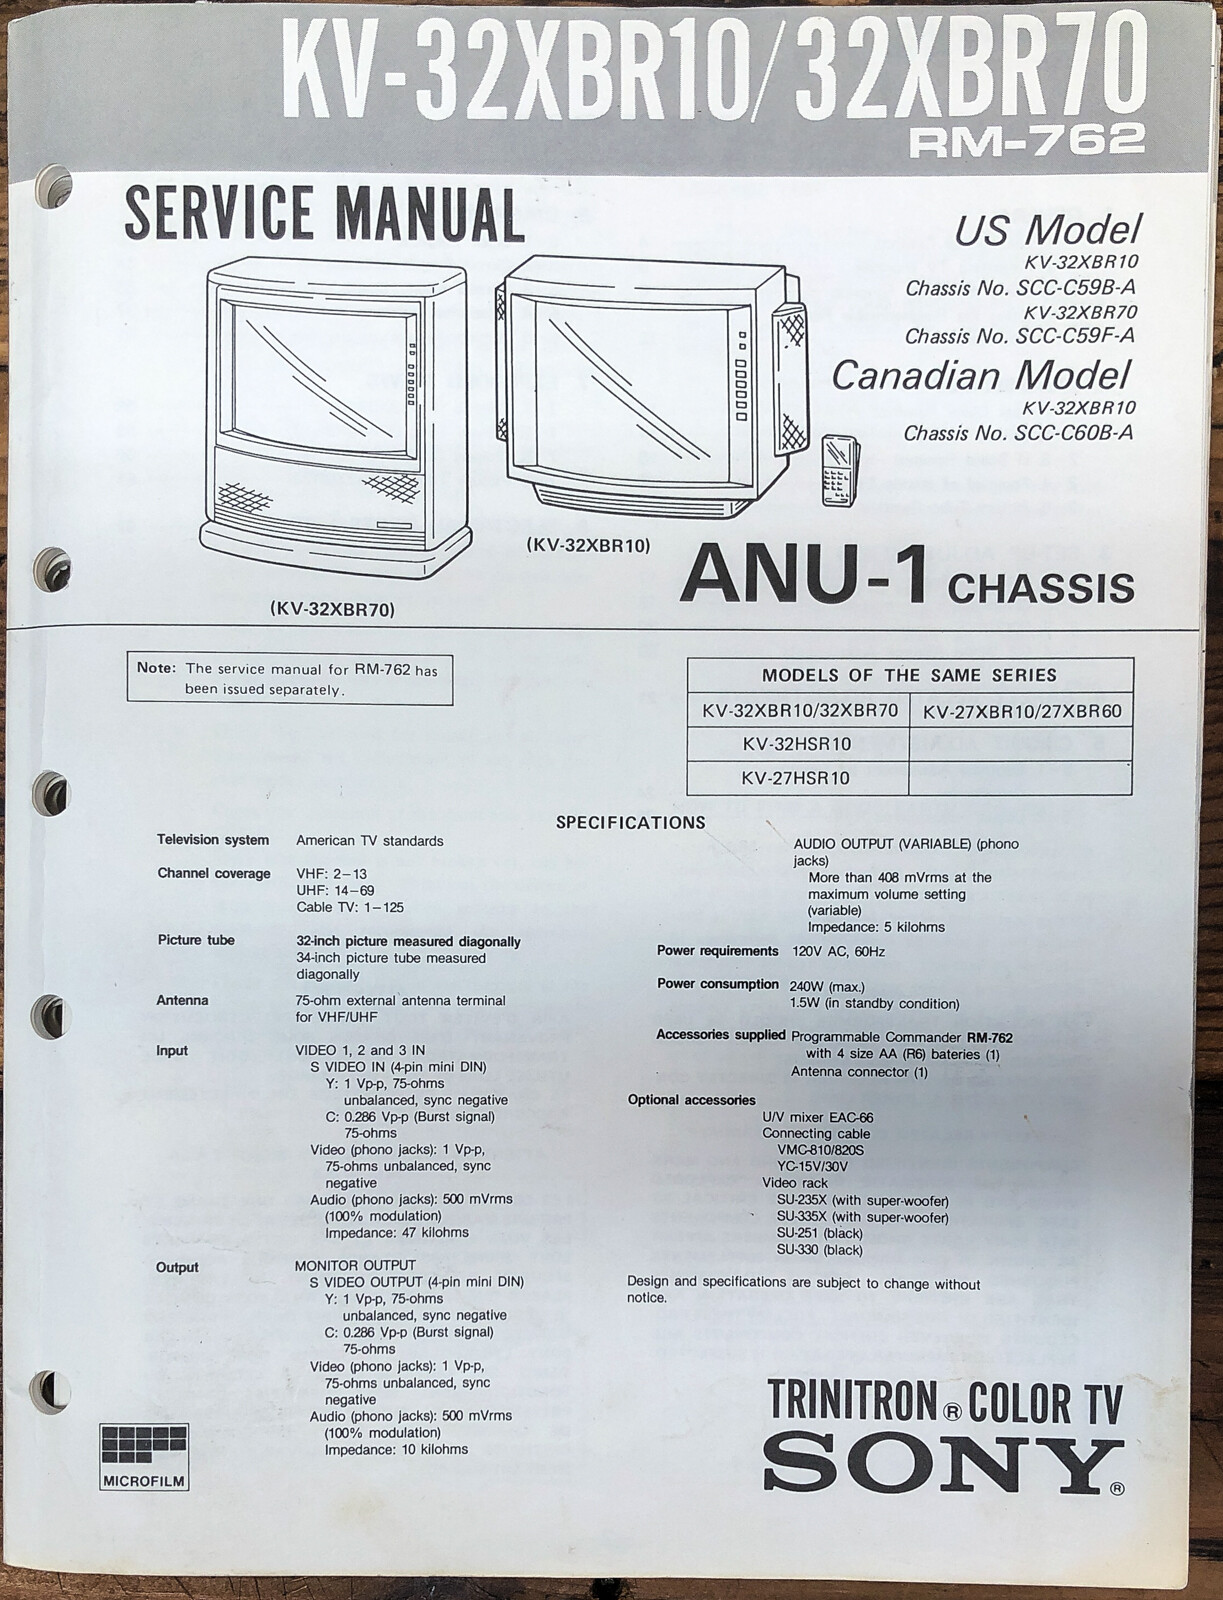 KV-32XBR10/32XBR70
RM-762
SERVICE MANUAL
US Model
KV-32XBR10
Chassis No. SCC-C59B-A
KV-32XBR70
Chassis No. SCC-C59F-A
Canadian Model
KV-32XBR10
Chassis No. SCC-C60B-A
(KV-32XBR10)
(KV-32XBR70)
ANU-1 CHASSIS
Note: The service manual for RM-762 has
been issued separately.
MODELS OF THE SAME SERIES
KV-32XBR10/32XBR70 KV-27XBR10/27XBR60
KV-32HSR10
KV-27HSR10
SPECIFICATIONS
Television system American TV standards
Channel coverage VHF: 2–13
UHF: 14–69
Cable TV: 1–125
Picture tube 32-inch picture measured diagonally
34-inch picture tube measured
diagonally
Antenna 75-ohm external antenna terminal
for VHF/UHF
Input VIDEO 1, 2 and 3 IN
S VIDEO IN (4-pin mini DIN)
Y: 1 Vp-p, 75-ohms
unbalanced, sync negative
C: 0.286 Vp-p (Burst signal)
75-ohms
Video (phono jacks): 1 Vp-p,
75-ohms unbalanced, sync
negative
Audio (phono jacks): 500 mVrms
(100% modulation)
Impedance: 47 kilohms
Output MONITOR OUTPUT
S VIDEO OUTPUT (4-pin mini DIN)
Y: 1 Vp-p, 75-ohms
unbalanced, sync negative
C: 0.286 Vp-p (Burst signal)
75-ohms
Video (phono jacks): 1 Vp-p,
75-ohms unbalanced, sync
negative
Audio (phono jacks): 500 mVrms
(100% modulation)
Impedance: 10 kilohms
AUDIO OUTPUT (VARIABLE) (phono
jacks)
More than 408 mVrms at the
maximum volume setting
(variable)
Impedance: 5 kilohms
Power requirements 120V AC, 60Hz
Power consumption 240W (max.)
1.5W (in standby condition)
Accessories supplied Programmable Commander RM-762
with 4 size AA (R6) bateries (1)
Antenna connector (1)
Optional accessories
U/V mixer EAC-66
Connecting cable
VMC-810/820S
YC-15V/30V
Video rack
SU-235X (with super-woofer)
SU-335X (with super-woofer)
SU-251 (black)
SU-330 (black)
Design and specifications are subject to change without
notice.
MICROFILM
TRINITRON® COLOR TV
SONY®